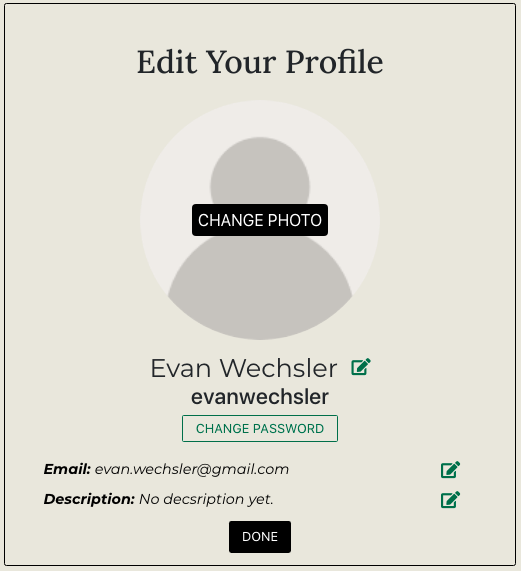 Edit Your Profile
CHANGE PHOTO
Evan Wechsler
evanwechsler
CHANGE PASSWORD
Email: evan.wechsler@gmail.com
Description: No decsription yet.
DONE